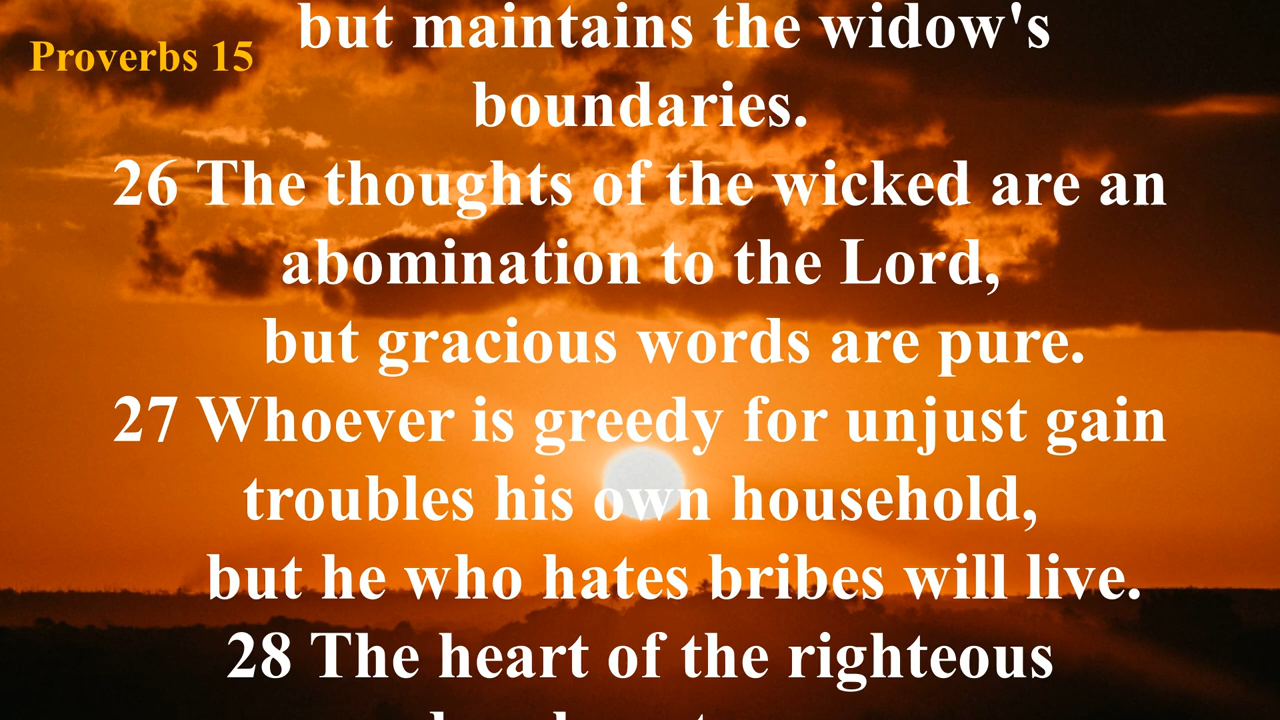 but maintains the widow's
Proverbs 15
boundaries.
26 The thoughts of the wicked are an
abomination to the Lord,
but gracious words are pure.
27 Whoever is greedy for unjust gain
troubles his own household,
but he who hates bribes will live.
28 The heart of the righteous